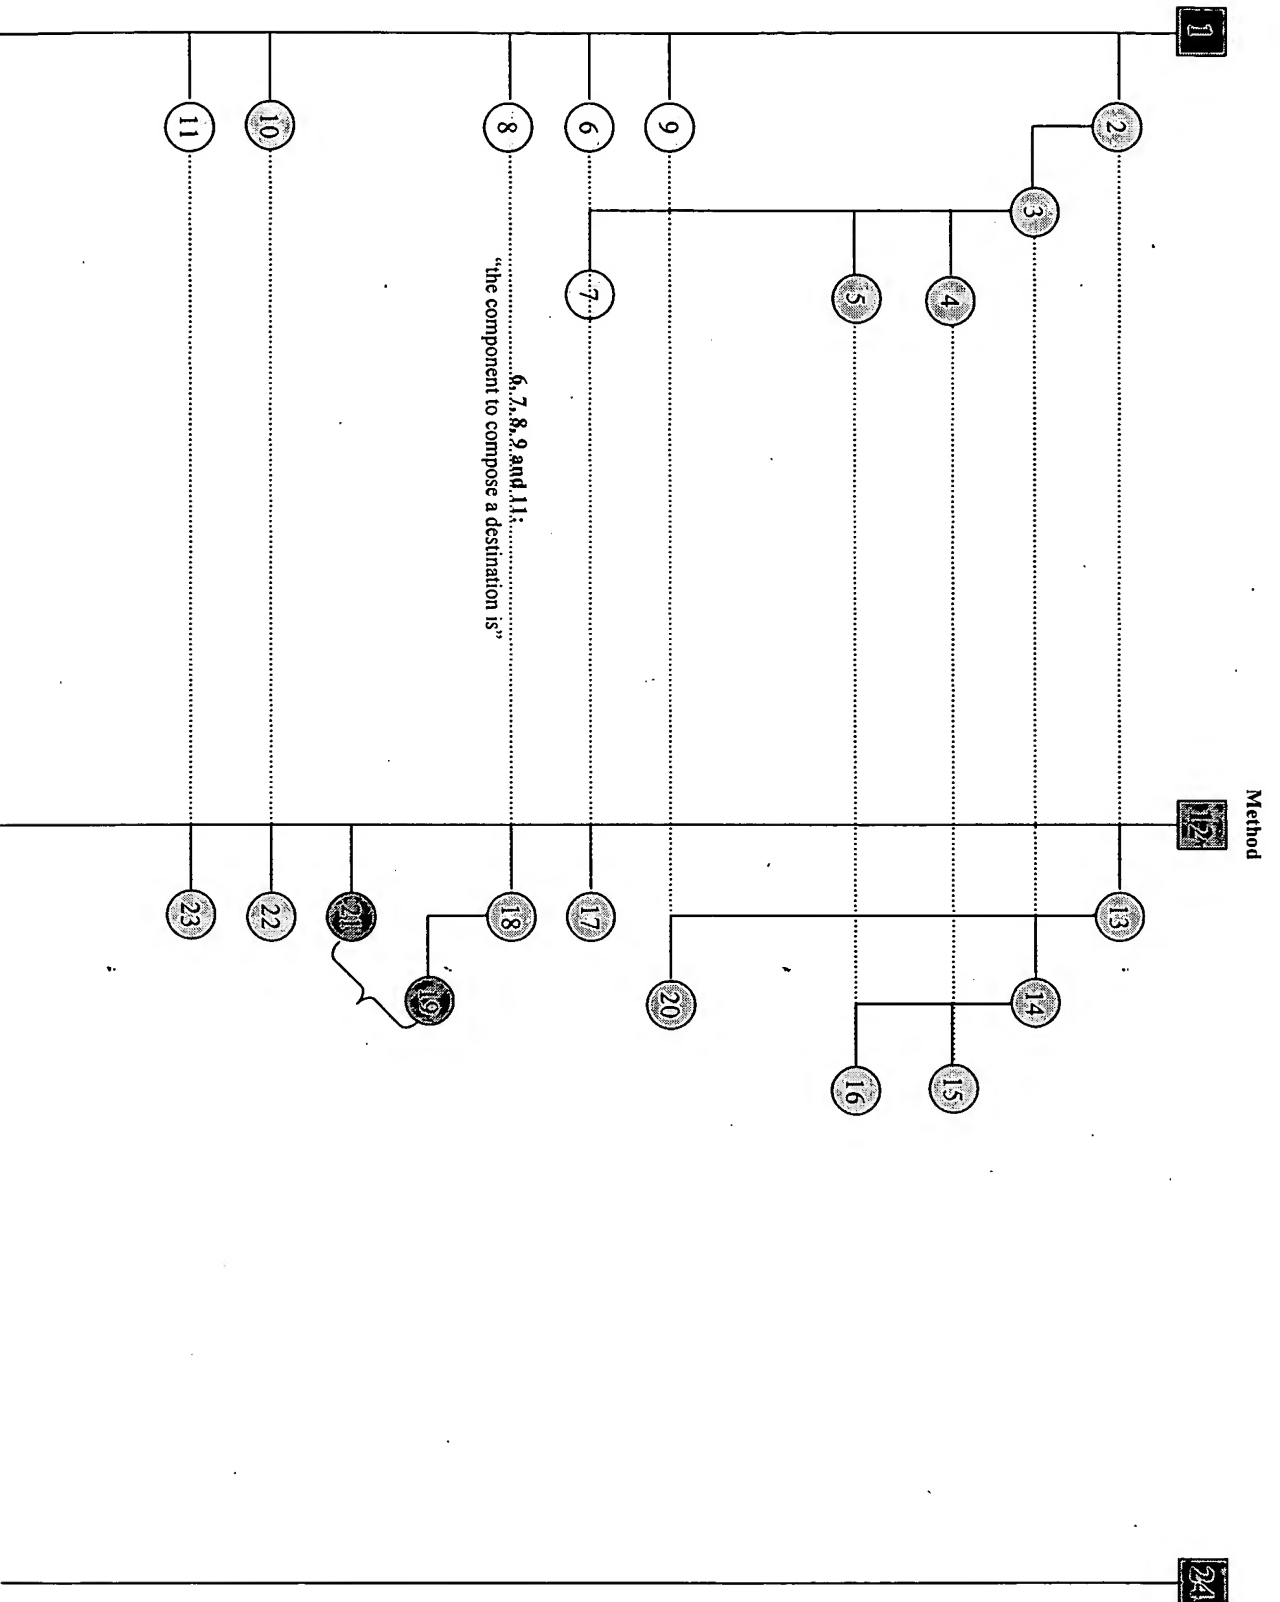 Method
1 12 24
2 13
3 14
4 15
5 16
9 20
6 7 17
8 18
6, 7, 8, 9 and 11:
“the component to compose a destination is”
19
21
10 22
11 23